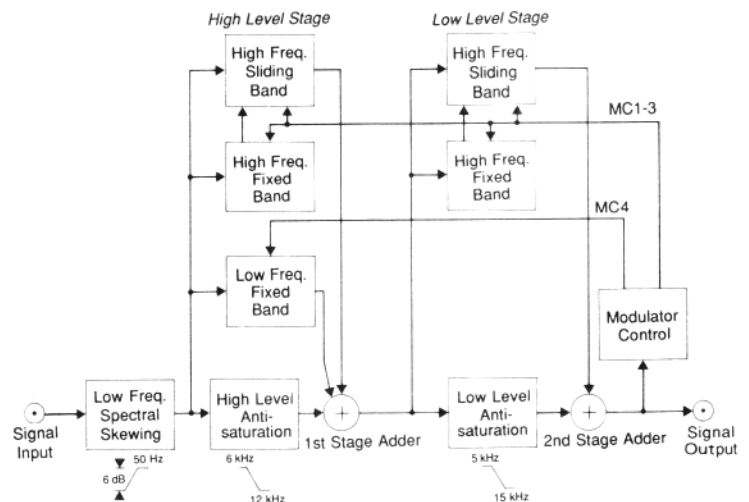 High Level Stage
Low Level Stage
High Freq.
Sliding
Band
High Freq.
Sliding
Band
MC1-3
High Freq.
Fixed
Band
High Freq.
Fixed
Band
MC4
Low Freq.
Fixed
Band
Modulator
Control
Low Freq.
Spectral
Skewing
High Level
Anti-
saturation
Low Level
Anti-
saturation
+
+
Signal
Input
1st Stage Adder
2nd Stage Adder
Signal
Output
50 Hz
6 dB
6 kHz
12 kHz
5 kHz
15 kHz